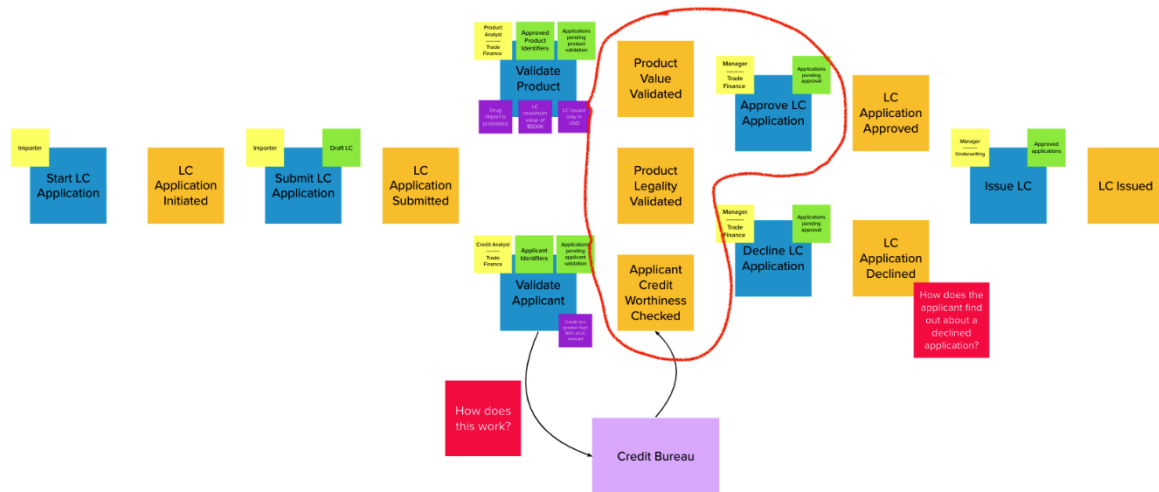 Product
Analyst
Trade
Finance
Approved
Product
Identifiers
Applications
pending
product
validation
Validate
Product
Drug
import is
prohibited
LC
maximum
value of
$500K
LC issued
only in
USD
Product
Value
Validated
Manager
Trade
Finance
Applications
pending
approval
Approve LC
Application
LC
Application
Approved
Importer
Start LC
Application
LC
Application
Initiated
Importer
Draft LC
Submit LC
Application
LC
Application
Submitted
Product
Legality
Validated
Manager
Underwriting
Approved
applications
Issue LC
LC Issued
Credit Analyst
Trade
Finance
Applicant
Identifiers
Applications
pending
applicant
validation
Validate
Applicant
amount
Applicant
Credit
Worthiness
Checked
Manager
Trade
Finance
Applications
pending
approval
Decline LC
Application
LC
Application
Declined
How does the
applicant find
out about a
declined
application?
How does
this work?
Credit Bureau